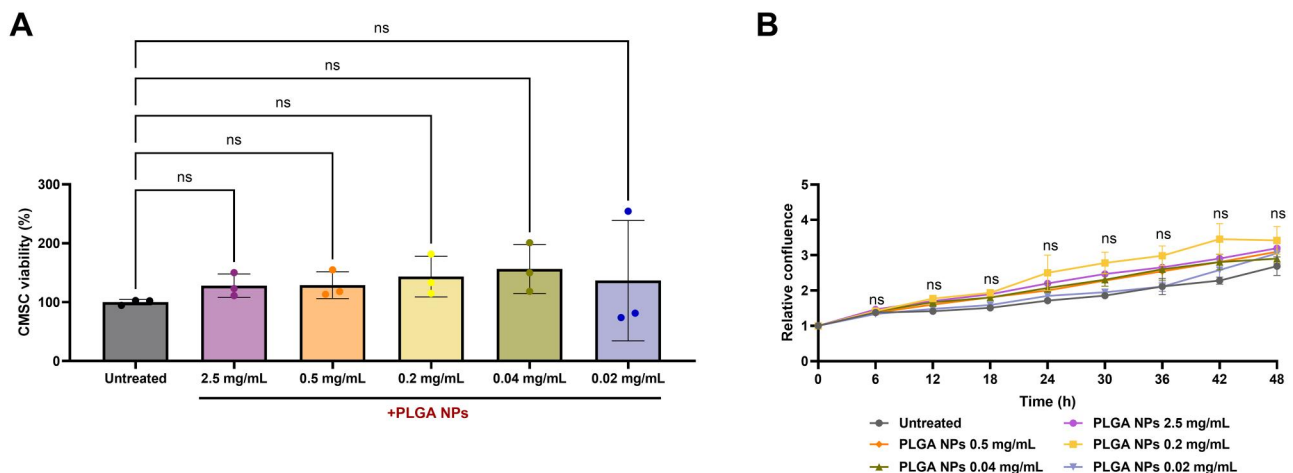 A
ns
ns
ns
ns
ns
CMSC viability (%)
300
200
100
0
Untreated
2.5 mg/mL
0.5 mg/mL
0.2 mg/mL
0.04 mg/mL
0.02 mg/mL
+PLGA NPs
B
Relative confluence
5
4
3
2
1
0
ns
ns
ns
ns
ns
ns
ns
ns
0 6 12 18 24 30 36 42 48
Time (h)
Untreated
PLGA NPs 2.5 mg/mL
PLGA NPs 0.5 mg/mL
PLGA NPs 0.2 mg/mL
PLGA NPs 0.04 mg/mL
PLGA NPs 0.02 mg/mL